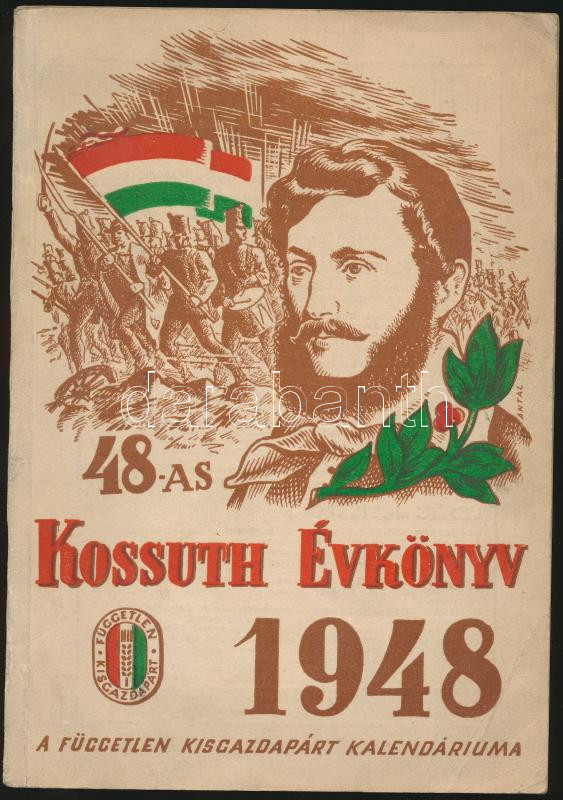 ANTAL
darabanth
48-AS
KOSSUTH ÉVKÖNYV
FÜGGETLEN
KISGAZDAPÁRT
1948
A FÜGGETLEN KISGAZDAPÁRT KALENDÁRIUMA